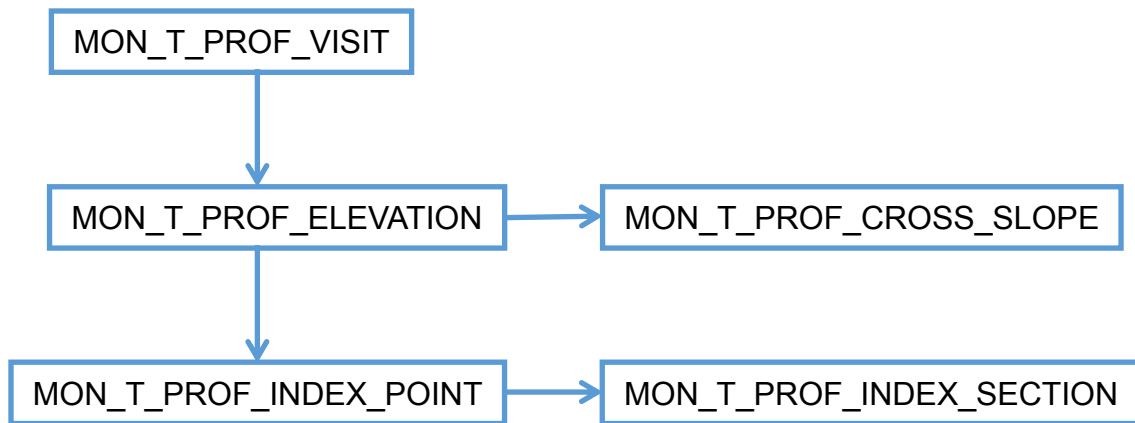 MON_T_PROF_VISIT
MON_T_PROF_ELEVATION
MON_T_PROF_CROSS_SLOPE
MON_T_PROF_INDEX_POINT
MON_T_PROF_INDEX_SECTION